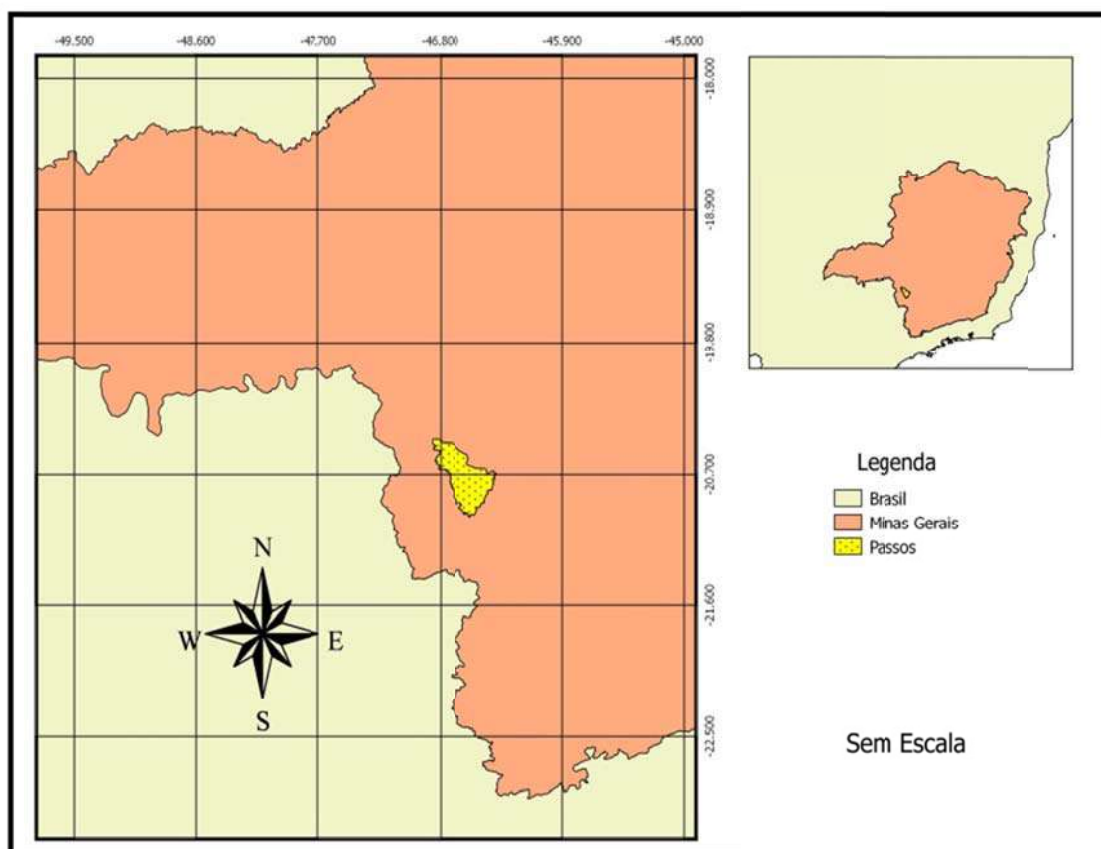 -49.500 -48.600 -47.700 -46.800 -45.900 -45.000
-18.000
-18.900
-19.800
-20.700
-21.600
-22.500
N
W E
S
Legenda
Brasil
Minas Gerais
Passos
Sem Escala